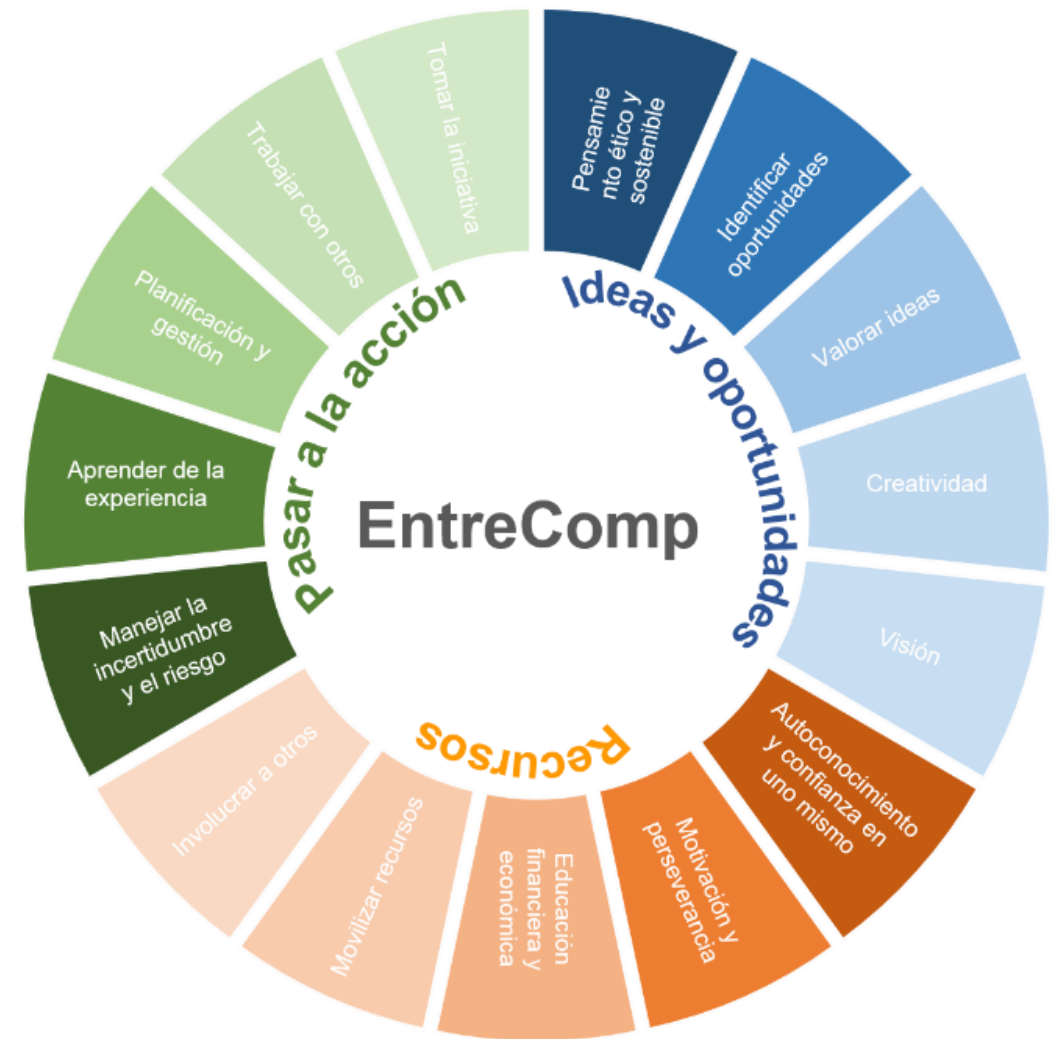 Pensamie
nto ético y
sostenible
Identificar
oportunidades
Valorar ideas
Creatividad
Visión
Autoconocimiento
y confianza en
uno mismo
Motivación y
perseverancia
Educación
financiera y
económica
Movilizar recursos
Involucrar a otros
Manejar la
incertidumbre
y el riesgo
Aprender de la
experiencia
Planificación y
gestión
Trabajar con otros
Tomar la iniciativa
Ideas y oportunidades
Recursos
Pasar a la acción
EntreComp